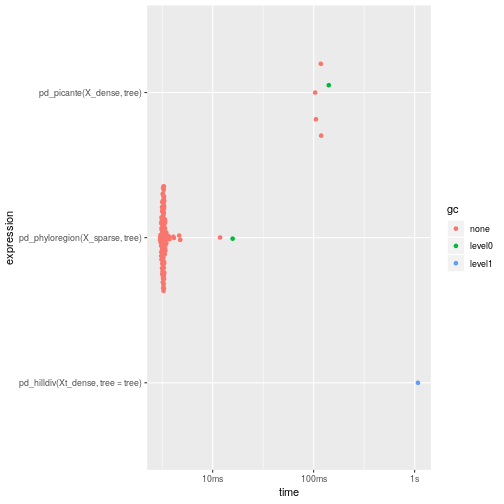 pd_picante(X_dense, tree)
pd_phyloregion(X_sparse, tree)
pd_hilldiv(Xt_dense, tree = tree)
expression
10ms
100ms
1s
time
gc
none
level0
level1